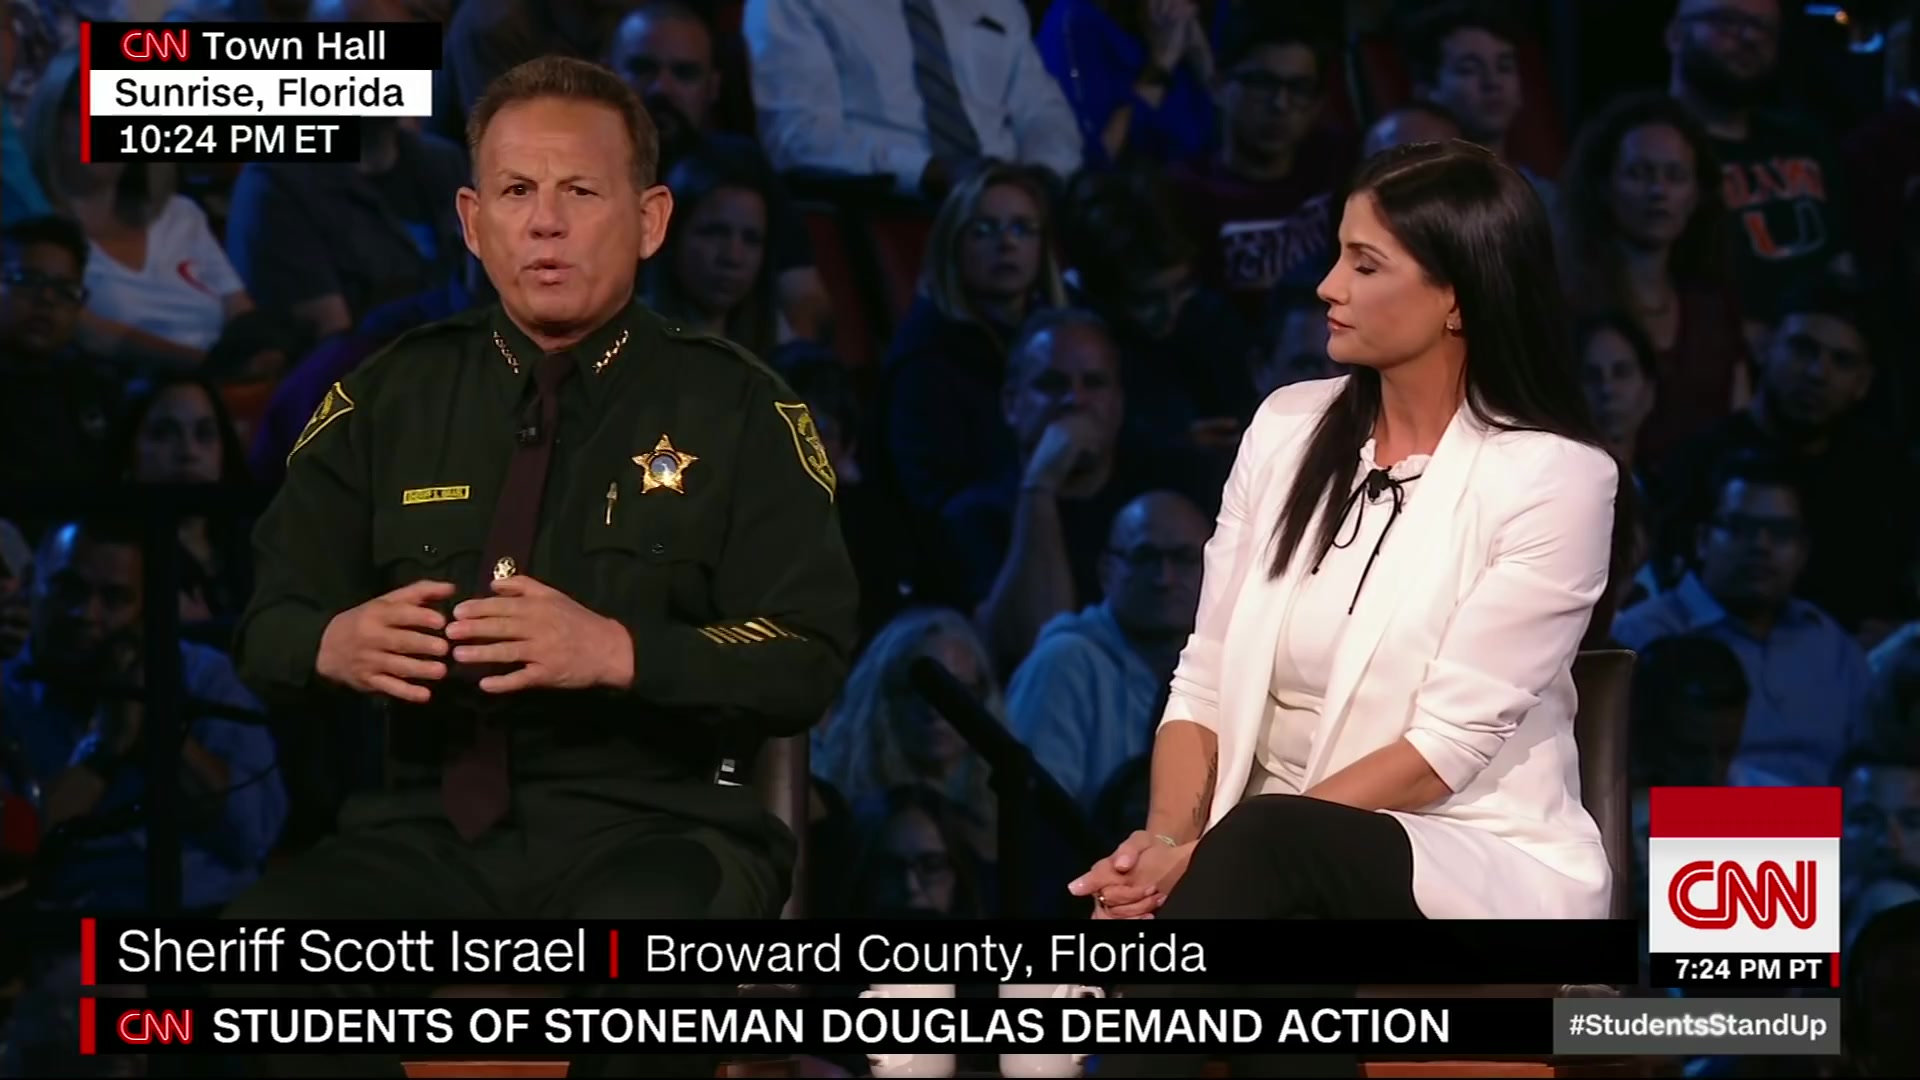 CNN Town Hall
Sunrise, Florida
10:24 PM ET
Sheriff Scott Israel | Broward County, Florida
CNN
7:24 PM PT
CNN STUDENTS OF STONEMAN DOUGLAS DEMAND ACTION
#StudentsStandUp